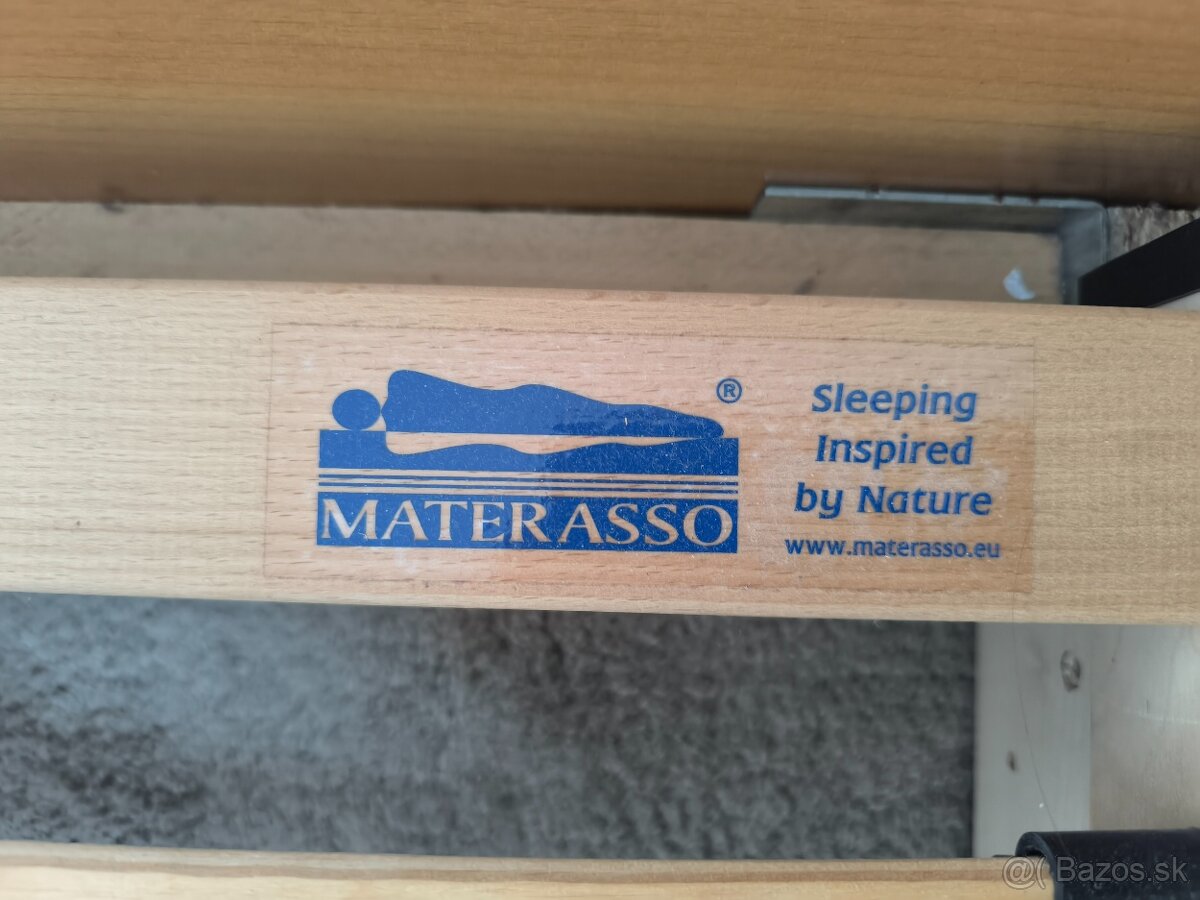 ®
MATERASSO
Sleeping
Inspired
by Nature
www.materasso.eu
@( Bazos.sk